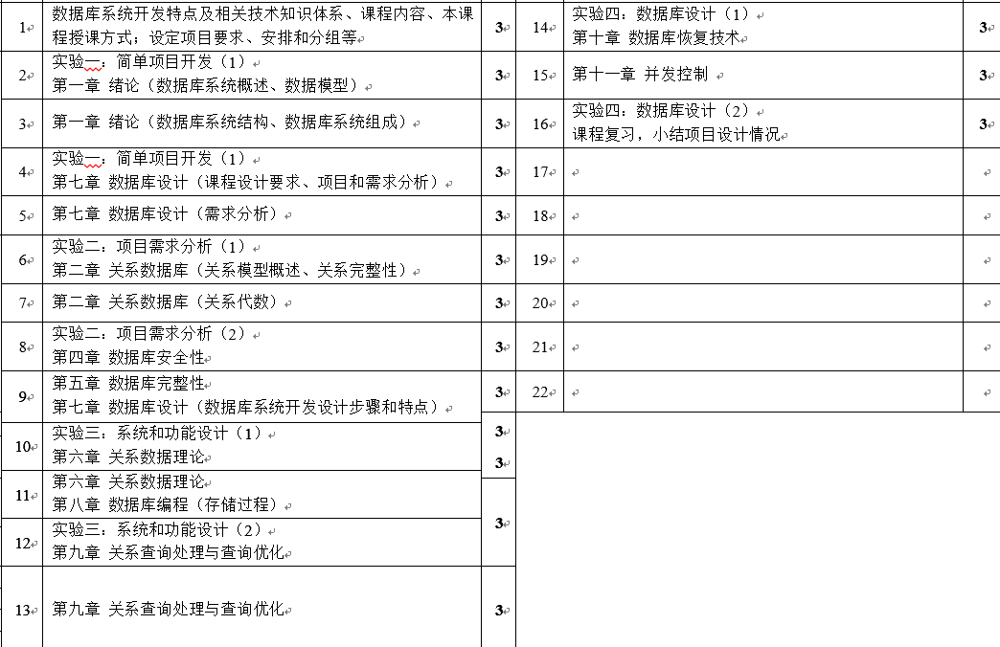 1 数据库系统开发特点及相关技术知识体系、课程内容、本课
程授课方式；设定项目要求、安排和分组等 3
2 实验一：简单项目开发（1）
第一章 绪论（数据库系统概述、数据模型） 3
3 第一章 绪论（数据库系统结构、数据库系统组成） 3
4 实验一：简单项目开发（1）
第七章 数据库设计（课程设计要求、项目和需求分析） 3
5 第七章 数据库设计（需求分析） 3
6 实验二：项目需求分析（1）
第二章 关系数据库（关系模型概述、关系完整性） 3
7 第二章 关系数据库（关系代数） 3
8 实验二：项目需求分析（2）
第四章 数据库安全性 3
9 第五章 数据库完整性
第七章 数据库设计（数据库系统开发设计步骤和特点） 3
10 实验三：系统和功能设计（1） 3
第六章 关系数据理论 3
11 第六章 关系数据理论
第八章 数据库编程（存储过程） 3
12 实验三：系统和功能设计（2）
第九章 关系查询处理与查询优化
13 第九章 关系查询处理与查询优化 3
14 实验四：数据库设计（1）
第十章 数据库恢复技术 3
15 第十一章 并发控制 3
16 实验四：数据库设计（2）
课程复习，小结项目设计情况 3
17
18
19
20
21
22